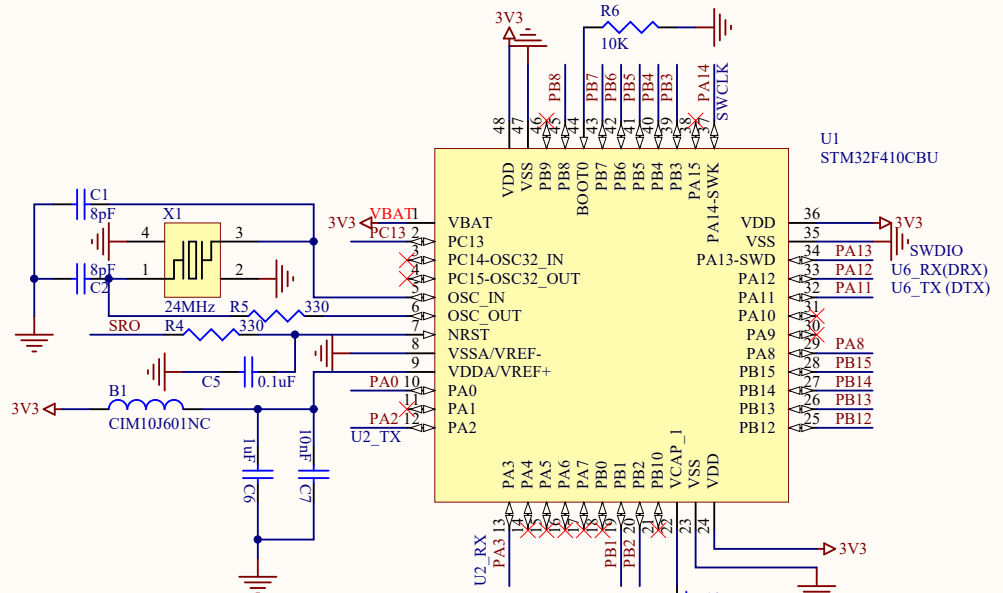 R6
10K
3V3
PB8
PB7
PB6
PB5
PB4
PB3
PA14
SWCLK
48
47
46
45
44
43
42
41
40
39
38
37
U1
STM32F410CBU
VDD
VSS
PB9
PB8
BOOT0
PB7
PB6
PB5
PB4
PB3
PA15
PA14-SWK
C1
8pF
X1
4
3
1
2
24MHz
8pF
C2
R5
330
SRO
R4
330
C5
0.1uF
B1
3V3
CIM10J601NC
1uF
C6
10nF
C7
3V3
VBAT
1
VBAT
PC13
2
PC13
3
PC14-OSC32_IN
4
PC15-OSC32_OUT
5
OSC_IN
6
OSC_OUT
7
NRST
8
VSSA/VREF-
9
VDDA/VREF+
PA0
10
PA0
11
PA1
PA2
12
PA2
U2_TX
VDD
36
3V3
VSS
35
SWDIO
PA13-SWD
34
PA13
PA12
33
PA12
U6_RX(DRX)
PA11
32
PA11
U6_TX (DTX)
PA10
31
PA9
30
PA8
29
PA8
PB15
28
PB15
PB14
27
PB14
PB13
26
PB13
PB12
25
PB12
PA3
PA4
PA5
PA6
PA7
PB0
PB1
PB2
PB10
VCAP_1
VSS
VDD
13
14
15
16
17
18
19
20
21
22
23
24
U2_RX
PA3
PB1
PB2
3V3